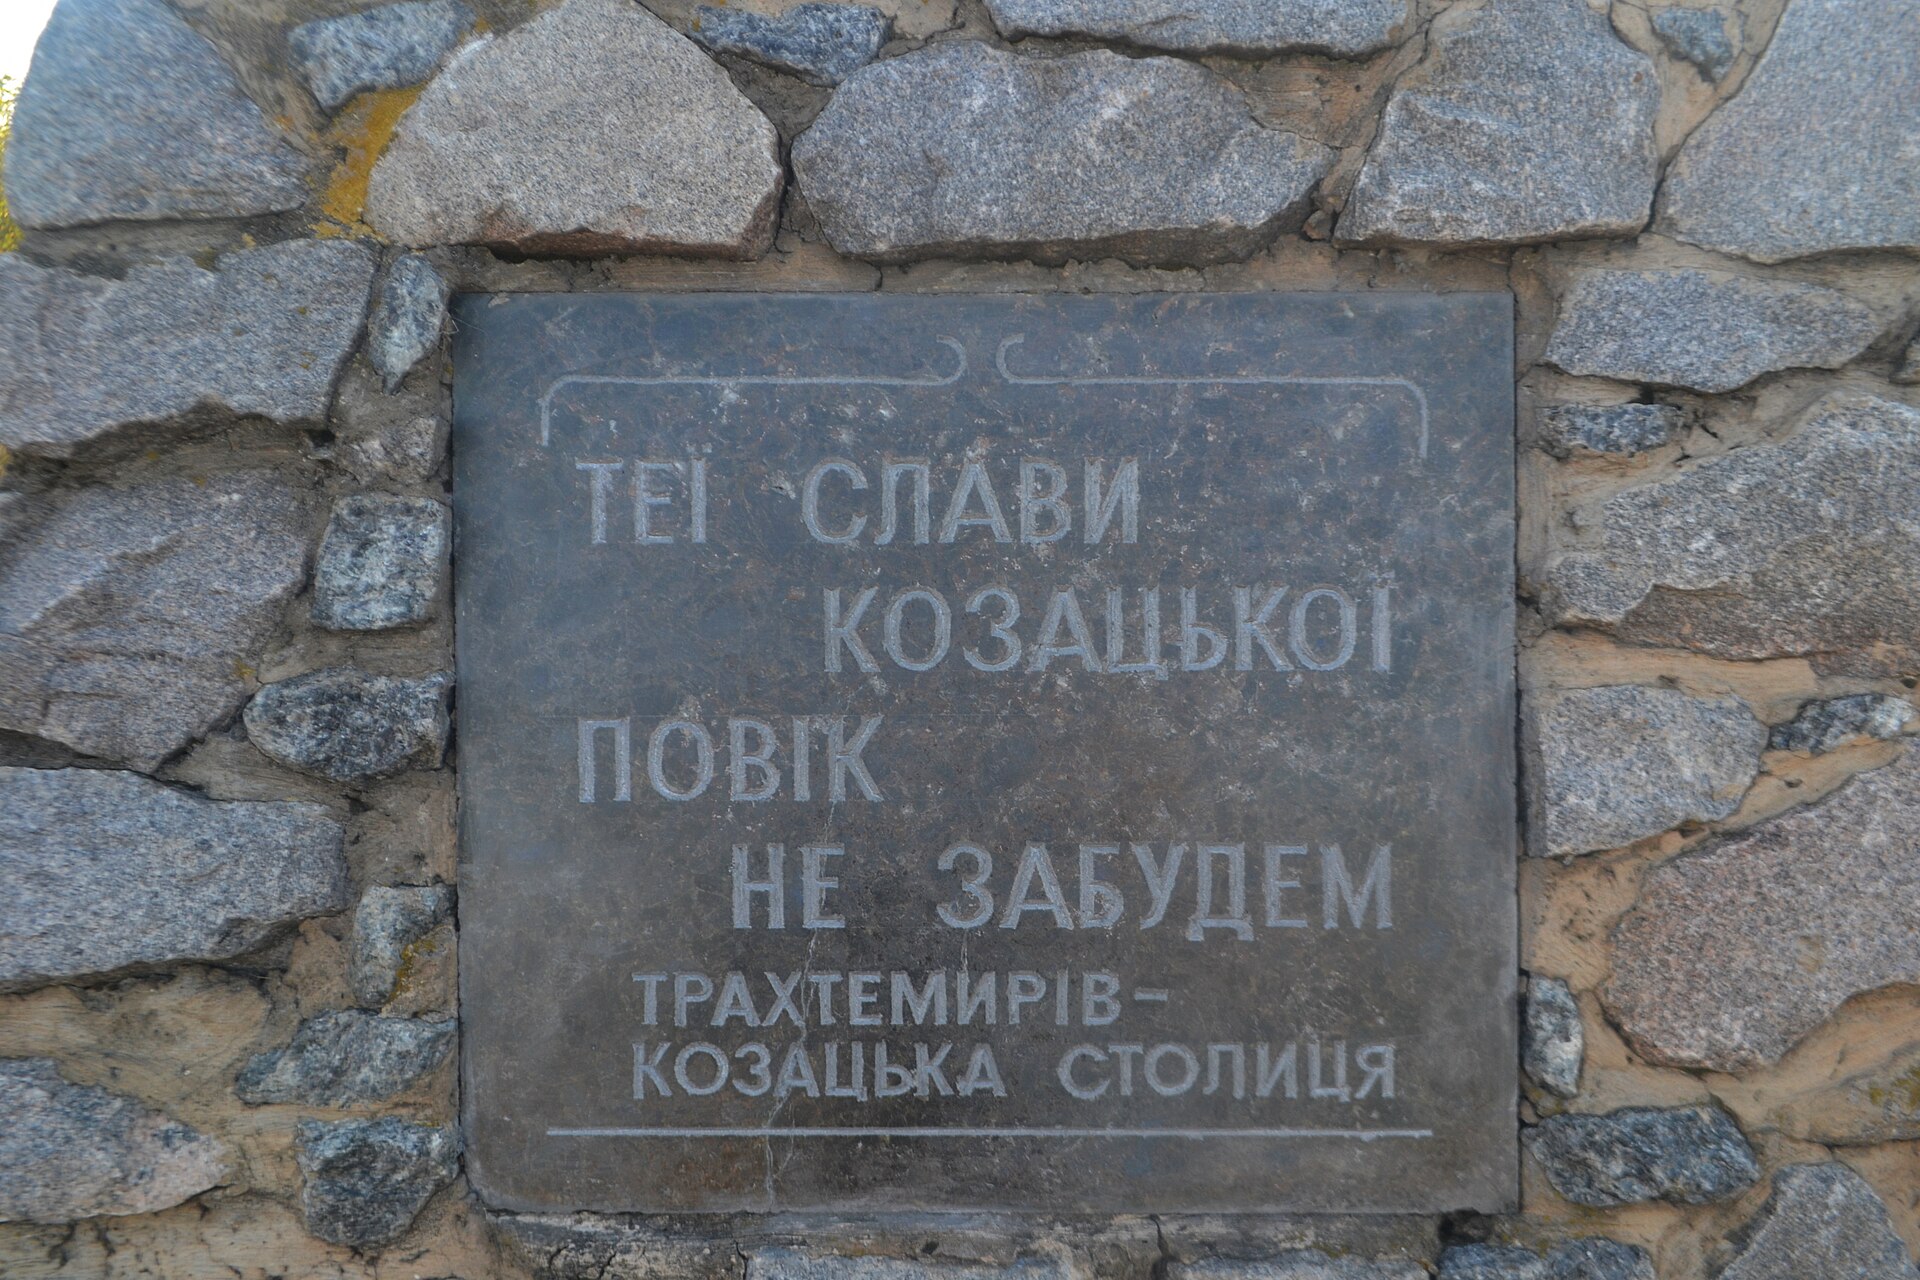 ТЕЇ СЛАВИ
КОЗАЦЬКОЇ
ПОВІК
НЕ ЗАБУДЕМ
ТРАХТЕМИРІВ–
КОЗАЦЬКА СТОЛИЦЯ